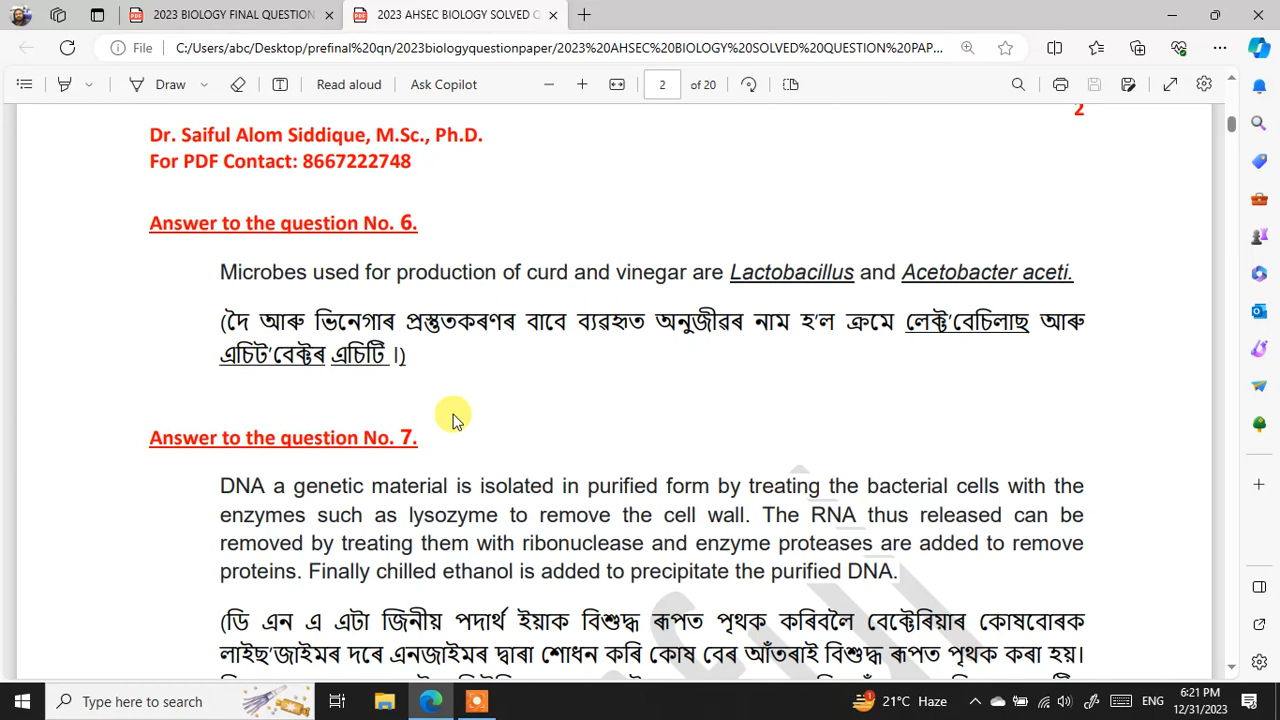 2023 BIOLOGY FINAL QUESTION
2023 AHSEC BIOLOGY SOLVED Q
File
C:/Users/abc/Desktop/prefinal%20qn/2023biologyquestionpaper/2023%20AHSEC%20BIOLOGY%20SOLVED%20QUESTION%20PAP...
Draw
Read aloud
Ask Copilot
2
of 20
2
Dr. Saiful Alom Siddique, M.Sc., Ph.D.
For PDF Contact: 8667222748
Answer to the question No. 6.
Microbes used for production of curd and vinegar are Lactobacillus and Acetobacter aceti.
(দৈ আৰু ভিনেগাৰ প্ৰস্তুতকৰণৰ বাবে ব্যৱহৃত অনুজীৱৰ নাম হ'ল ক্ৰমে লেক্ট'বেচিলাছ আৰু
এচিট'বেক্টৰ এচিটি ।)
Answer to the question No. 7.
DNA a genetic material is isolated in purified form by treating the bacterial cells with the
enzymes such as lysozyme to remove the cell wall. The RNA thus released can be
removed by treating them with ribonuclease and enzyme proteases are added to remove
proteins. Finally chilled ethanol is added to precipitate the purified DNA.
(ডি এন এ এটা জিনীয় পদাৰ্থ ইয়াক বিশুদ্ধ ৰূপত পৃথক কৰিবলৈ বেক্টেৰিয়াৰ কোষবোৰক
লাইছ'জাইমৰ দৰে এনজাইমৰ দ্বাৰা শোধন কৰি কোষ বেৰ আঁতৰাই বিশুদ্ধ ৰূপত পৃথক কৰা হয়।
Type here to search
1
21°C Haze
ENG
6:21 PM
12/31/2023